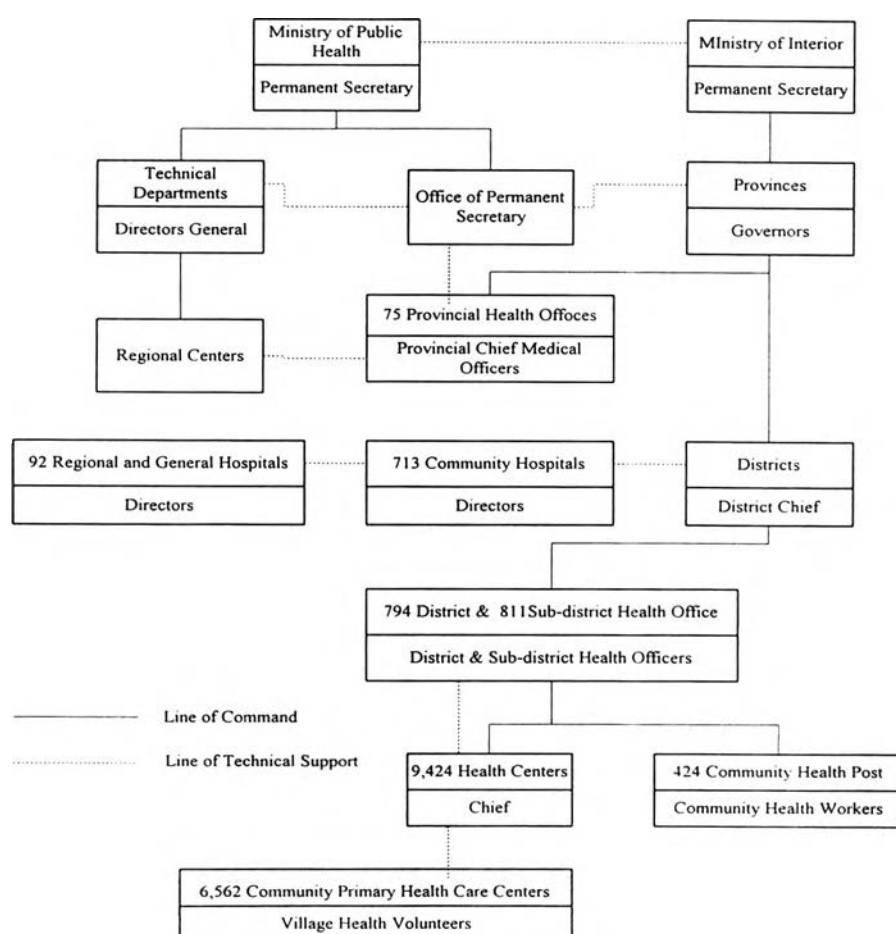 Ministry of Public
Health
Permanent Secretary
MInistry of Interior
Permanent Secretary
Technical
Departments
Directors General
Office of Permanent
Secretary
Provinces
Governors
Regional Centers
75 Provincial Health Offoces
Provincial Chief Medical
Officers
92 Regional and General Hospitals
Directors
713 Community Hospitals
Directors
Districts
District Chief
794 District & 811Sub-district Health Office
District & Sub-district Health Officers
Line of Command
Line of Technical Support
9,424 Health Centers
Chief
424 Community Health Post
Community Health Workers
6,562 Community Primary Health Care Centers
Village Health Volunteers